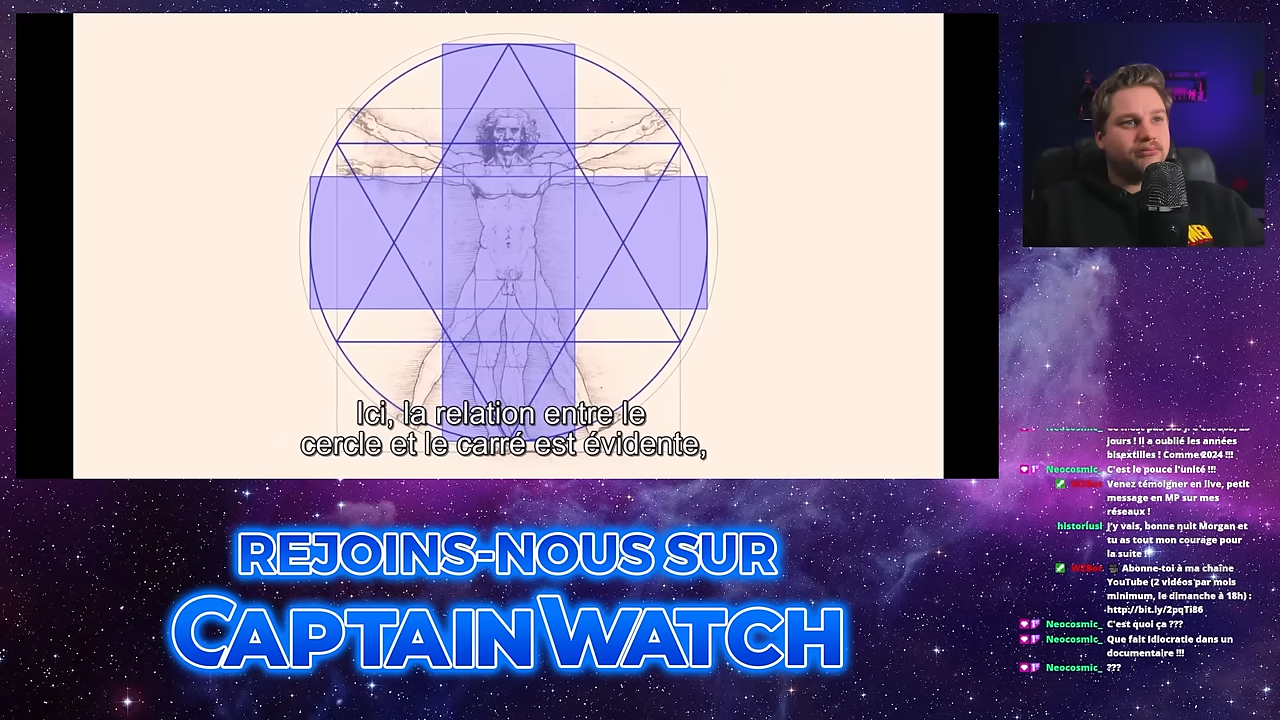 Ici, la relation entre le
cercle et le carré est évidente,
REJOINS-NOUS SUR
CAPTAINWATCH
Neocosmic_
jours ! Il a oublié les années
bisextilles ! Comme 2024 !!!
Neocosmic_ C'est le pouce l'unité !!!
WZBot Venez témoigner en live, petit
message en MP sur mes
réseaux !
historiusl J'y vais, bonne nuit Morgan et
tu as tout mon courage pour
la suite !!
WZBot Abonne-toi à ma chaîne
YouTube (2 vidéos par mois
minimum, le dimanche à 18h) :
http://bit.ly/2pqTi86
Neocosmic_ C'est quoi ça ???
Neocosmic_ Que fait Idiocratie dans un
documentaire !!!
Neocosmic_ ???